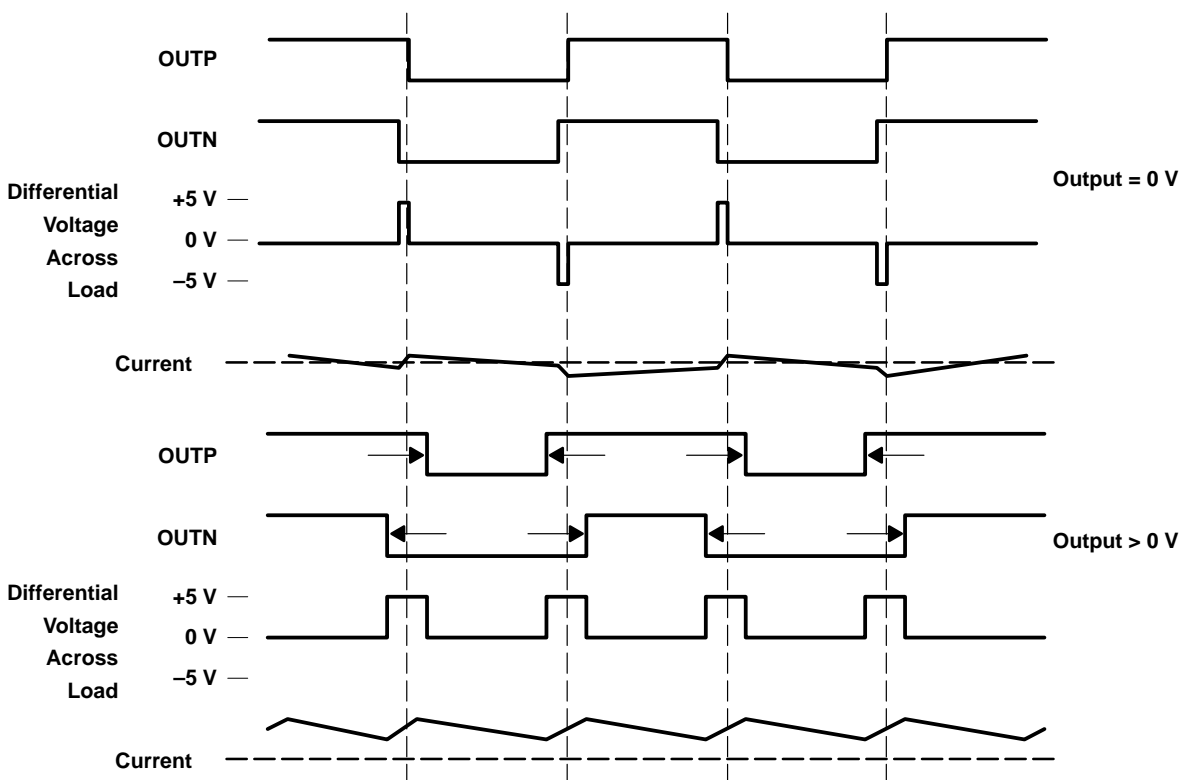 OUTP
OUTN
Output = 0 V
Differential
Voltage
Across
Load
+5 V
0 V
–5 V
Current
OUTP
OUTN
Output > 0 V
Differential
Voltage
Across
Load
+5 V
0 V
–5 V
Current